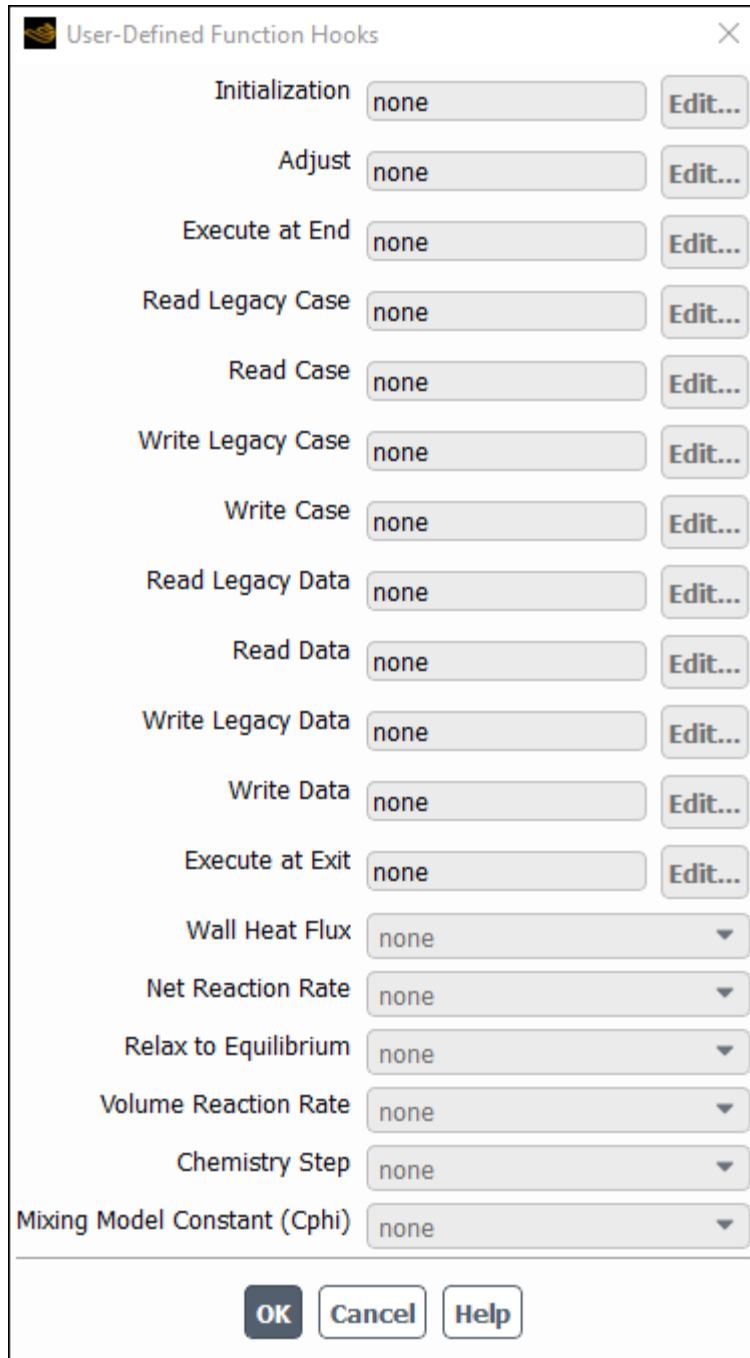 User-Defined Function Hooks
Initialization none Edit...
Adjust none Edit...
Execute at End none Edit...
Read Legacy Case none Edit...
Read Case none Edit...
Write Legacy Case none Edit...
Write Case none Edit...
Read Legacy Data none Edit...
Read Data none Edit...
Write Legacy Data none Edit...
Write Data none Edit...
Execute at Exit none Edit...
Wall Heat Flux none
Net Reaction Rate none
Relax to Equilibrium none
Volume Reaction Rate none
Chemistry Step none
Mixing Model Constant (Cphi) none
OK Cancel Help